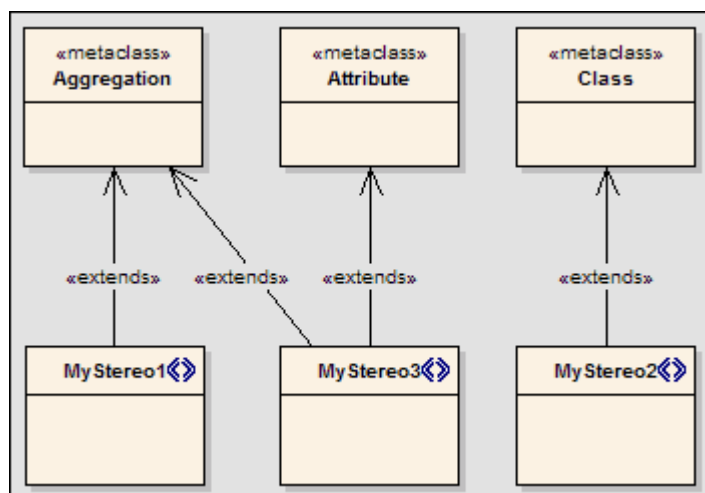 «metaclass»
Aggregation
«metaclass»
Attribute
«metaclass»
Class
«extends»
«extends»
«extends»
«extends»
MyStereo1
MyStereo3
MyStereo2